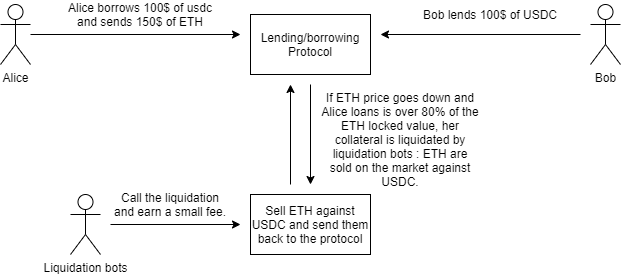 Alice borrows 100$ of usdc
and sends 150$ of ETH
Alice
Lending/borrowing
Protocol
Bob lends 100$ of USDC
Bob
If ETH price goes down and
Alice loans is over 80% of the
ETH locked value, her
collateral is liquidated by
liquidation bots : ETH are
sold on the market against
USDC.
Call the liquidation
and earn a small fee.
Liquidation bots
Sell ETH against
USDC and send them
back to the protocol